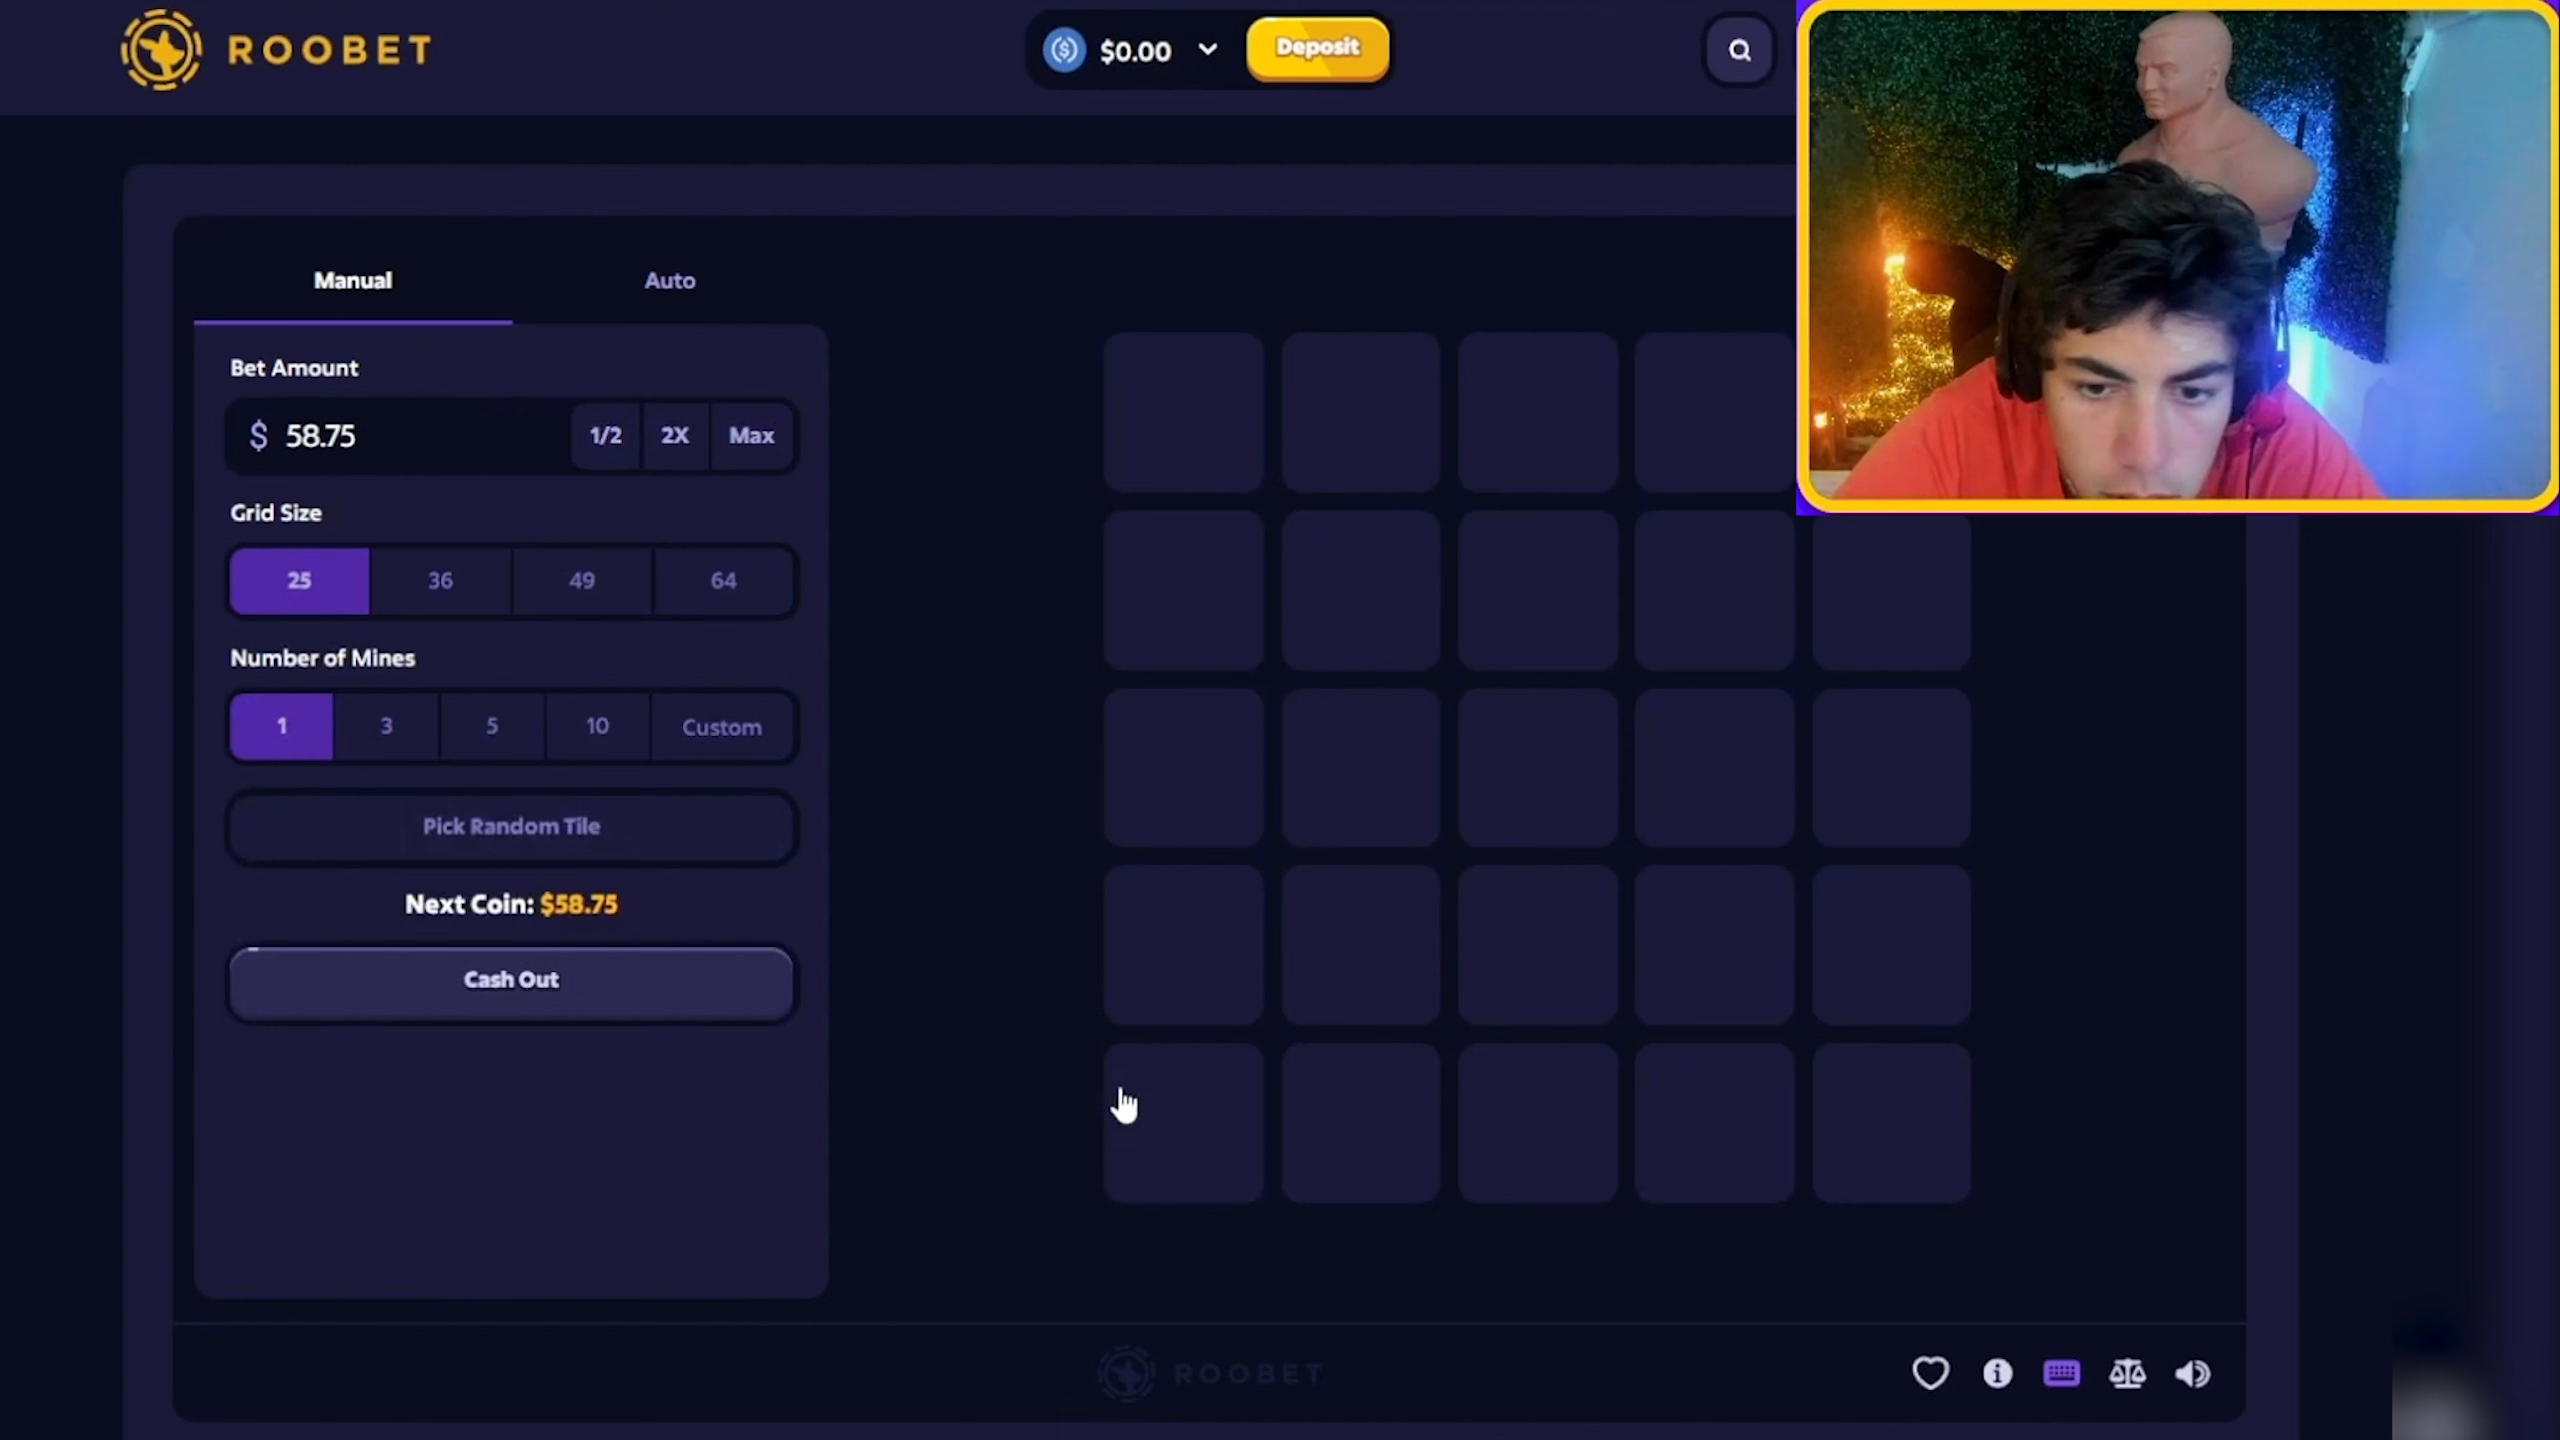 ROOBET
$0.00
Deposit
Manual
Auto
Bet Amount
$ 58.75
1/2
2X
Max
Grid Size
25
36
49
64
Number of Mines
1
3
5
10
Custom
Pick Random Tile
Next Coin: $58.75
Cash Out
ROOBET